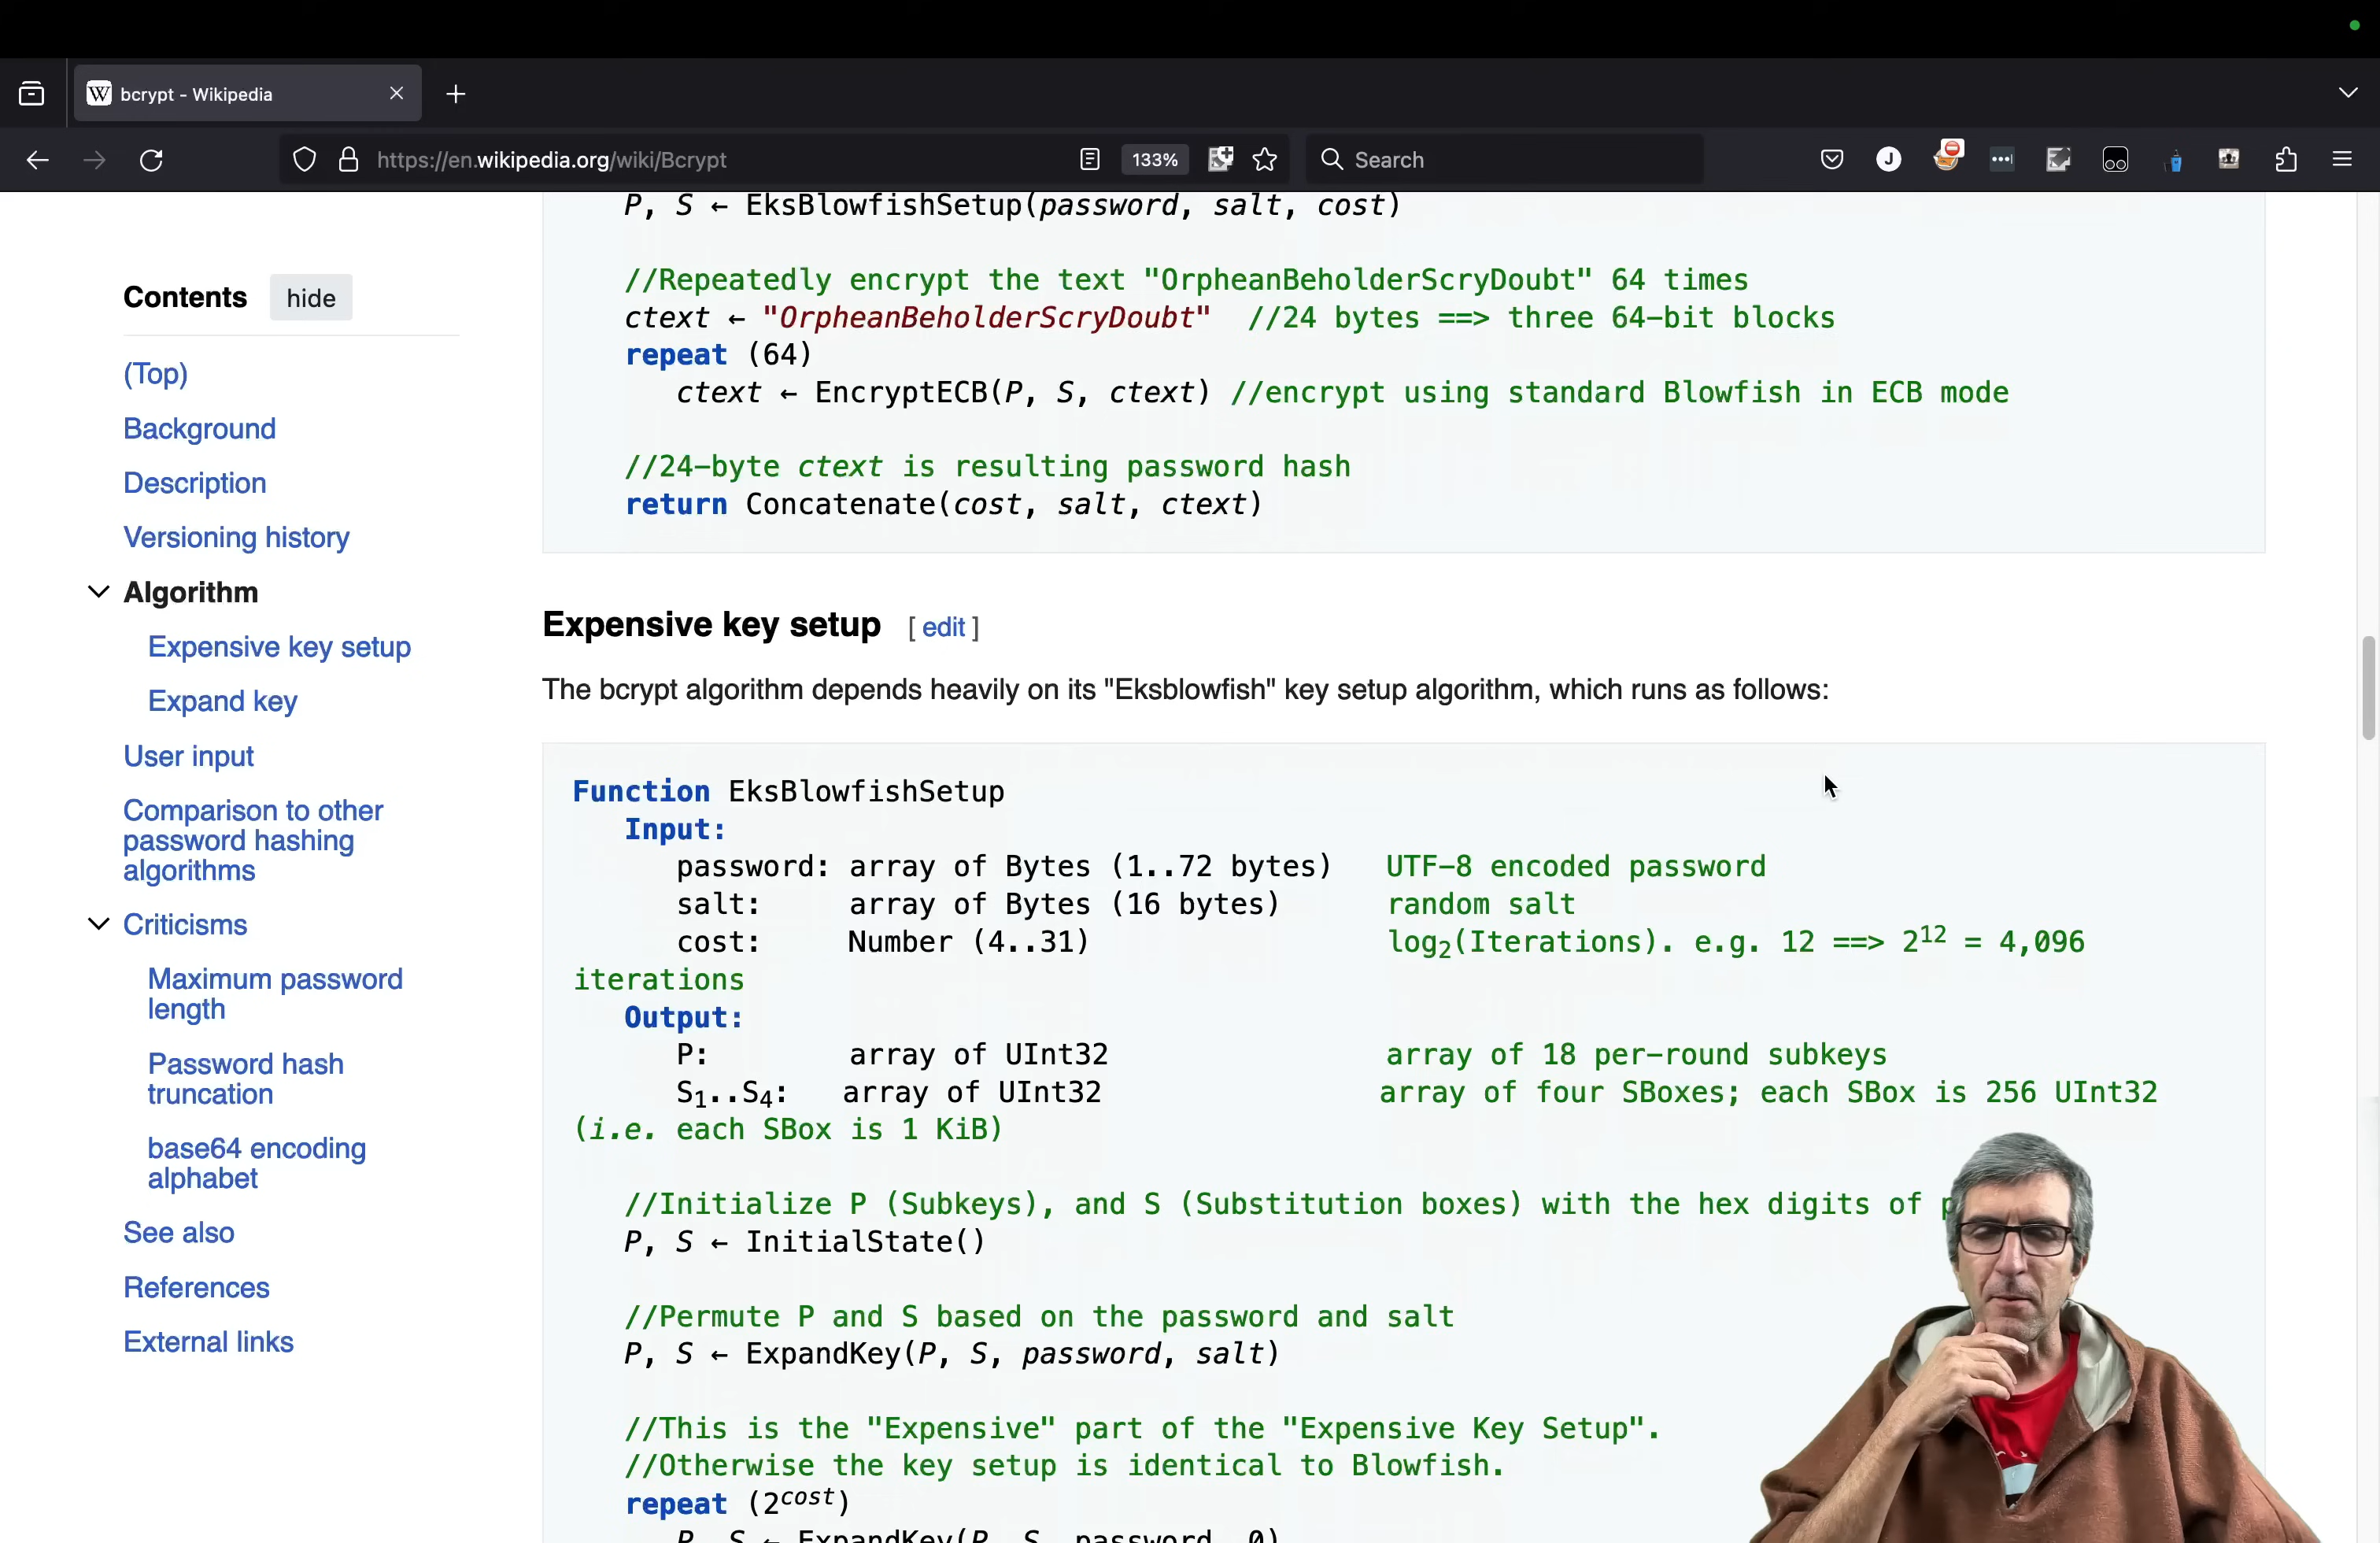 bcrypt - Wikipedia
https://en.wikipedia.org/wiki/Bcrypt
133%
Search
J
Contents
hide
(Top)
Background
Description
Versioning history
Algorithm
Expensive key setup
Expand key
User input
Comparison to other
password hashing
algorithms
Criticisms
Maximum password
length
Password hash
truncation
base64 encoding
alphabet
See also
References
External links
P, S ← EksBlowfishSetup(password, salt, cost)
//Repeatedly encrypt the text "OrpheanBeholderScryDoubt" 64 times
ctext ← "OrpheanBeholderScryDoubt" //24 bytes ==> three 64-bit blocks
repeat (64)
ctext ← EncryptECB(P, S, ctext) //encrypt using standard Blowfish in ECB mode
//24-byte ctext is resulting password hash
return Concatenate(cost, salt, ctext)
Expensive key setup [ edit ]
The bcrypt algorithm depends heavily on its "Eksblowfish" key setup algorithm, which runs as follows:
Function EksBlowfishSetup
Input:
password: array of Bytes (1..72 bytes) UTF-8 encoded password
salt: array of Bytes (16 bytes) random salt
cost: Number (4..31) log₂(Iterations). e.g. 12 ==> 2¹² = 4,096
iterations
Output:
P: array of UInt32 array of 18 per-round subkeys
S₁..S₄: array of UInt32 array of four SBoxes; each SBox is 256 UInt32
(i.e. each SBox is 1 KiB)
//Initialize P (Subkeys), and S (Substitution boxes) with the hex digits of
P, S ← InitialState()
//Permute P and S based on the password and salt
P, S ← ExpandKey(P, S, password, salt)
//This is the "Expensive" part of the "Expensive Key Setup".
//Otherwise the key setup is identical to Blowfish.
repeat (2ᶜᵒˢᵗ)
P, S ← ExpandKey(P, S, password, 0)